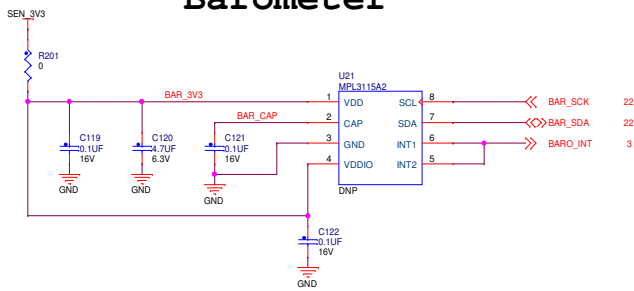 Barometer
SEN_3V3
R201
0
U21
MPL3115A2
BAR_3V3
1 VDD SCL 8 BAR_SCK 22
BAR_CAP
2 CAP SDA 7 BAR_SDA 22
3 GND INT1 6 BARO_INT 3
4 VDDIO INT2 5
C119
0.1UF
16V
C120
4.7UF
6.3V
C121
0.1UF
16V
GND
GND
GND
DNP
C122
0.1UF
16V
GND